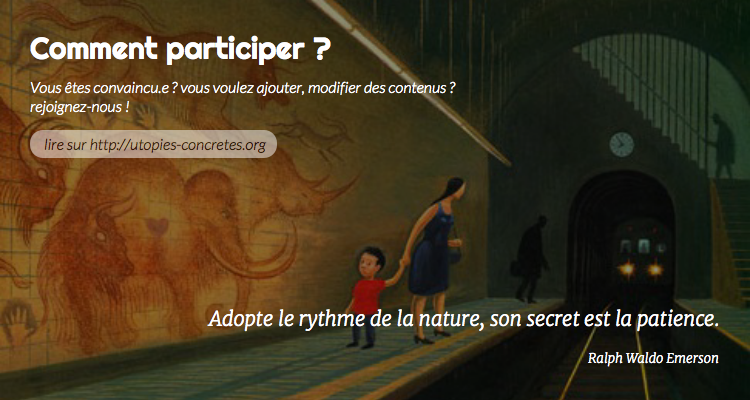 Comment participer ?
Vous êtes convaincu.e ? vous voulez ajouter, modifier des contenus ?
rejoignez-nous !
lire sur http://utopies-concretes.org
Adopte le rythme de la nature, son secret est la patience.
Ralph Waldo Emerson